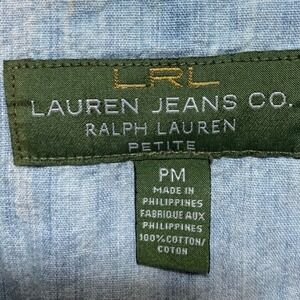 LRL
LAUREN JEANS CO.
RALPH LAUREN
PETITE
PM
MADE IN
PHILIPPINES
FABRIQUE AUX
PHILIPPINES
100%COTTON/
COTON